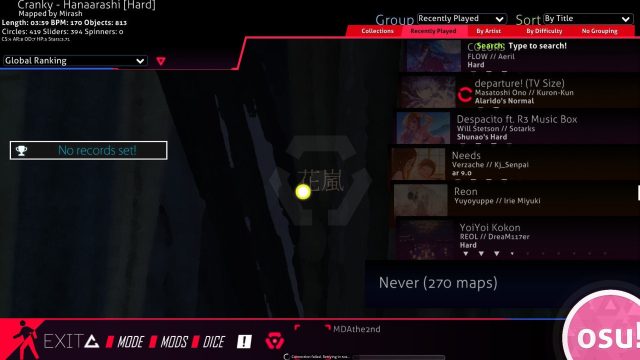 Cranky - Hanaarashi [Hard]
Mapped by Mirash
Length: 03:59 BPM: 170 Objects: 813
Circles: 419 Sliders: 394 Spinners: 0
Group
Recently Played
Sort
By Title
Collections
Recently Played
By Artist
By Difficulty
No Grouping
Global Ranking
Search: Type to search!
FLOW // Aeril
Hard
departure! (TV Size)
Masatoshi Ono // Kuron-Kun
Alarido's Normal
Despacito ft. R3 Music Box
Will Stetson // Sotarks
Shunao's Hard
No records set!
Needs
Verzache // Kj_Senpai
ar 9.0
花嵐
Reon
Yuyoyuppe // Irie Miyuki
YoiYoi Kokon
REOL // DreaM117er
Hard
Never (270 maps)
EXIT
MODE
MODS
DICE
!
MDAthe2nd
osu!